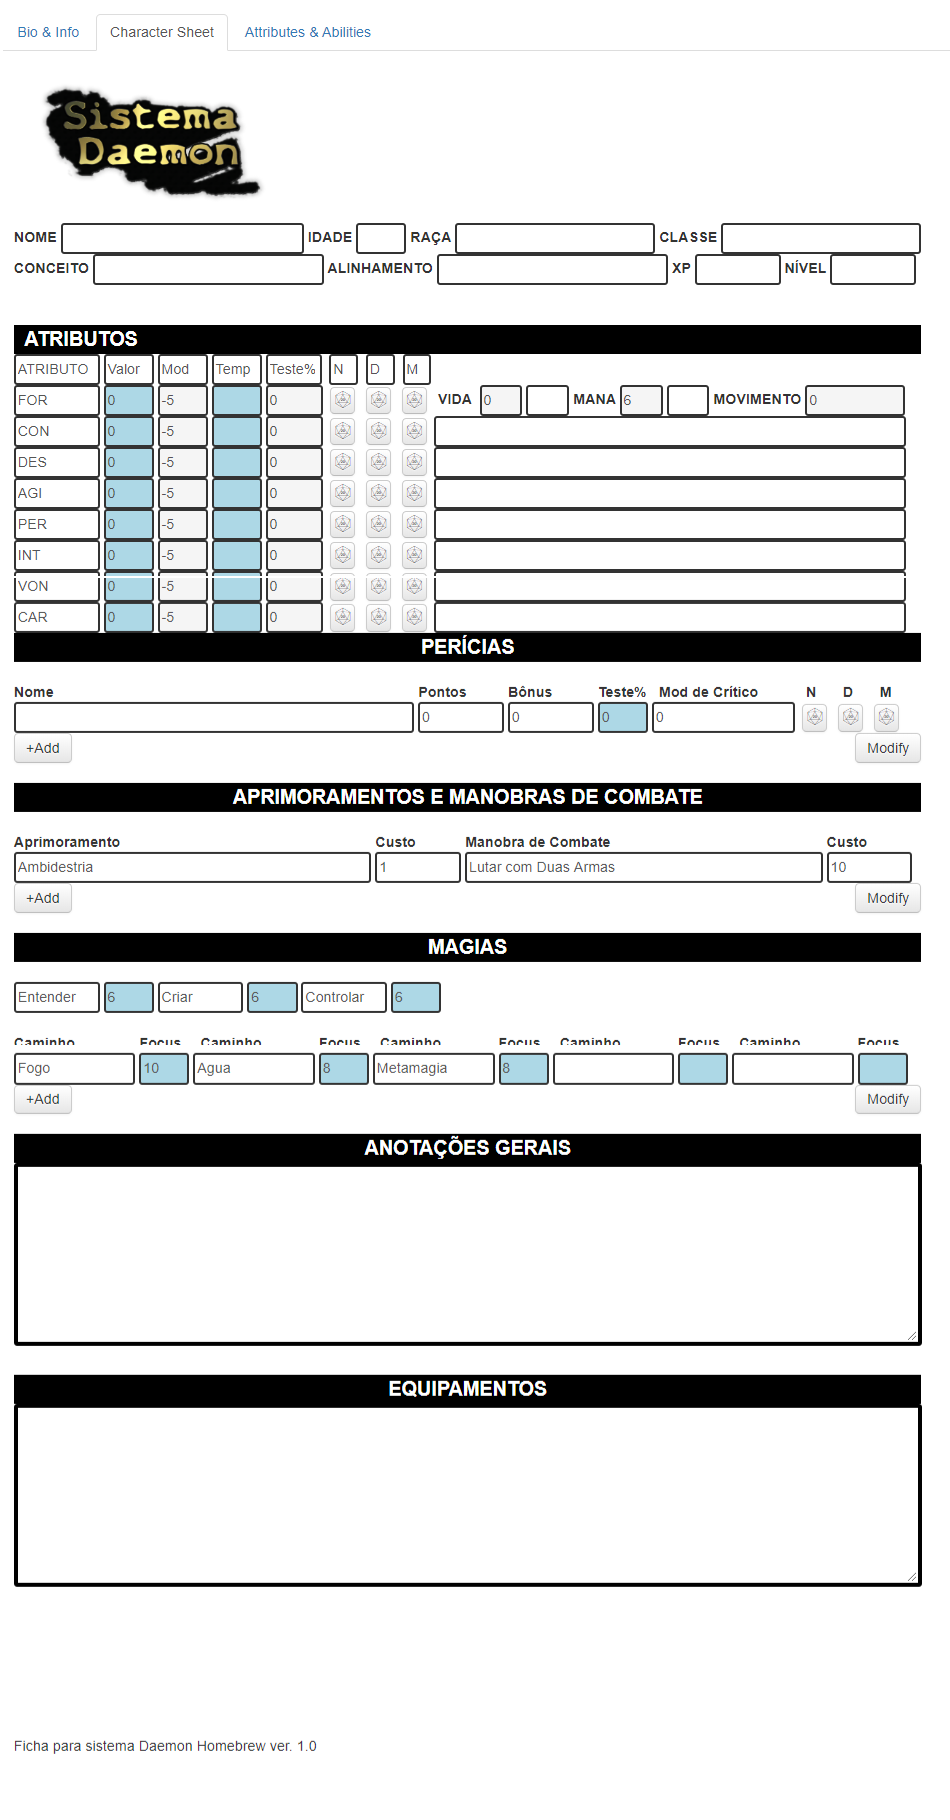 Bio & Info Character Sheet Attributes & Abilities
Sistema
Daemon
NOME IDADE RAÇA CLASSE
CONCEITO ALINHAMENTO XP NÍVEL
ATRIBUTOS
ATRIBUTO Valor Mod Temp Teste% N D M
FOR 0 -5 0 VIDA 0 MANA 6 MOVIMENTO 0
CON 0 -5 0
DES 0 -5 0
AGI 0 -5 0
PER 0 -5 0
INT 0 -5 0
VON 0 -5 0
CAR 0 -5 0
PERÍCIAS
Nome Pontos Bônus Teste% Mod de Crítico N D M
0 0 0 0
+Add Modify
APRIMORAMENTOS E MANOBRAS DE COMBATE
Aprimoramento Custo Manobra de Combate Custo
Ambidestria 1 Lutar com Duas Armas 10
+Add Modify
MAGIAS
Entender 6 Criar 6 Controlar 6
Caminho Focus Caminho Focus Caminho Focus Caminho Focus Caminho Focus
Fogo 10 Agua 8 Metamagia 8
+Add Modify
ANOTAÇÕES GERAIS
EQUIPAMENTOS
Ficha para sistema Daemon Homebrew ver. 1.0